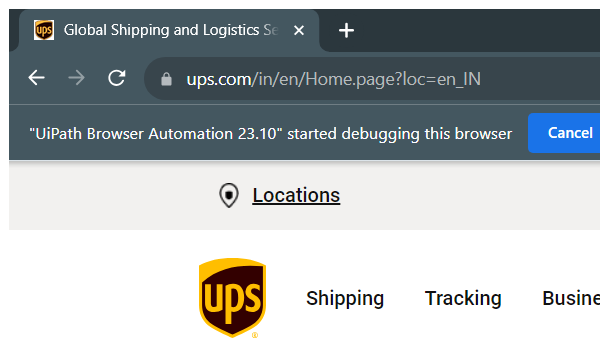 ups Global Shipping and Logistics Se
ups.com/in/en/Home.page?loc=en_IN
"UiPath Browser Automation 23.10" started debugging this browser Cancel
Locations
ups Shipping Tracking Busine
®